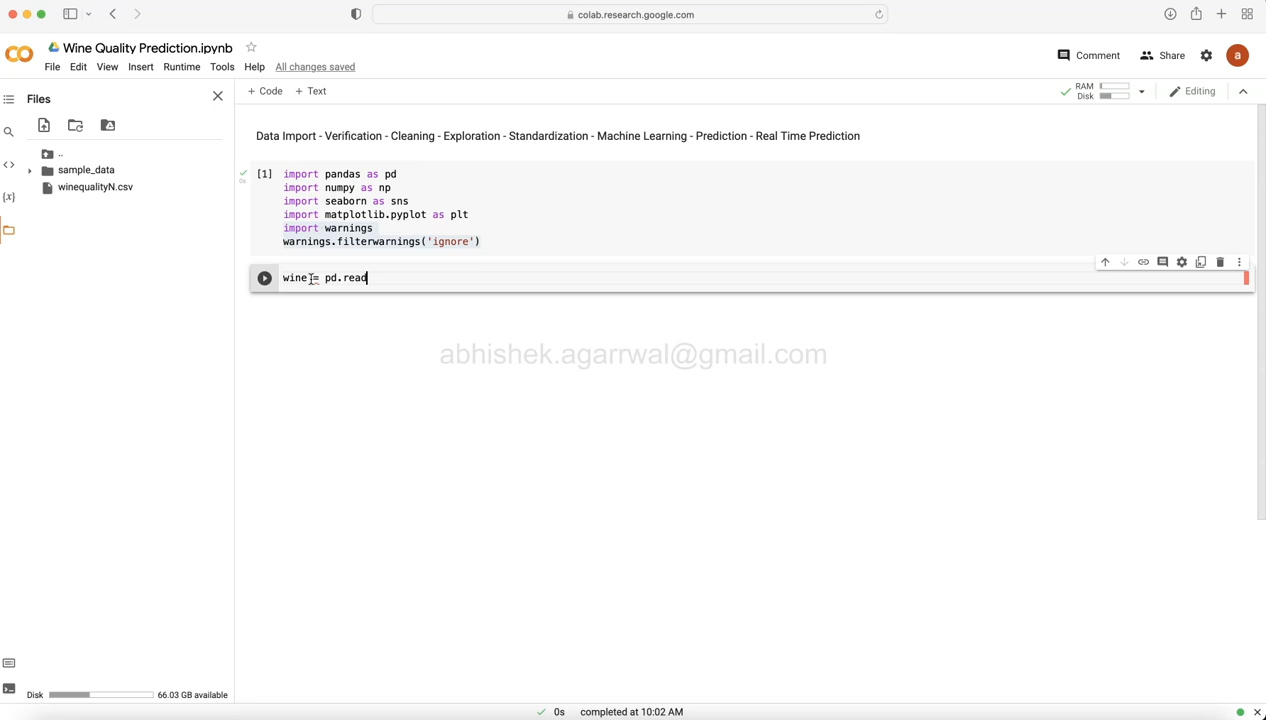 colab.research.google.com
Wine Quality Prediction.ipynb
File Edit View Insert Runtime Tools Help All changes saved
Comment
Share
a
Files
+ Code + Text
RAM
Disk
Editing
..
sample_data
winequalityN.csv
Data Import - Verification - Cleaning - Exploration - Standardization - Machine Learning - Prediction - Real Time Prediction
[1] import pandas as pd
0s
import numpy as np
import seaborn as sns
import matplotlib.pyplot as plt
import warnings
warnings.filterwarnings('ignore')
wine = pd.read
abhishek.agarrwal@gmail.com
Disk 66.03 GB available
0s completed at 10:02 AM